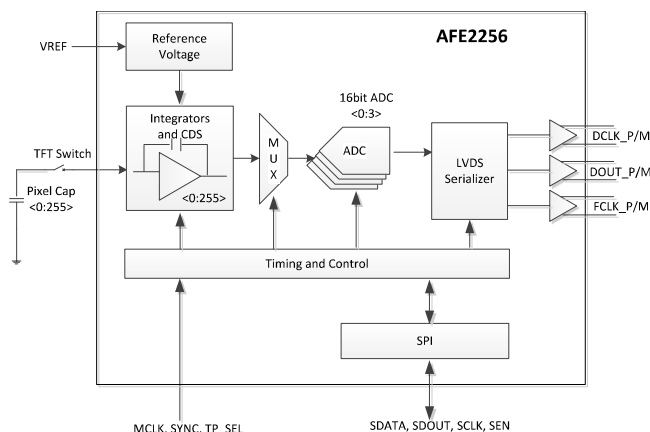 AFE2256
Reference
Voltage
VREF
Integrators
and CDS
<0:255>
TFT Switch
Pixel Cap
<0:255>
M
U
X
16bit ADC
<0:3>
ADC
LVDS
Serializer
DCLK_P/M
DOUT_P/M
FCLK_P/M
Timing and Control
SPI
MCLK, SYNC, TP_SEL
SDATA, SDOUT, SCLK, SEN